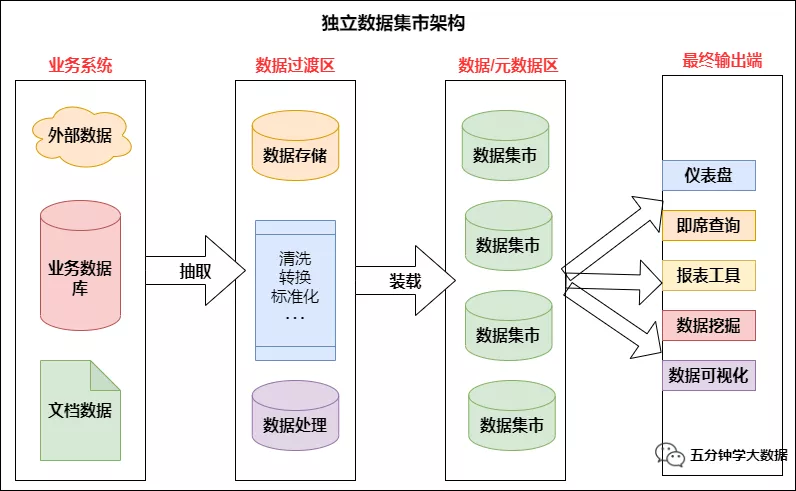 独立数据集市架构
业务系统
数据过渡区
数据/元数据区
最终输出端
外部数据
业务数据
库
文档数据
抽取
数据存储
清洗
转换
标准化
...
数据处理
装载
数据集市
数据集市
数据集市
数据集市
仪表盘
即席查询
报表工具
数据挖掘
数据可视化
五分钟学大数据